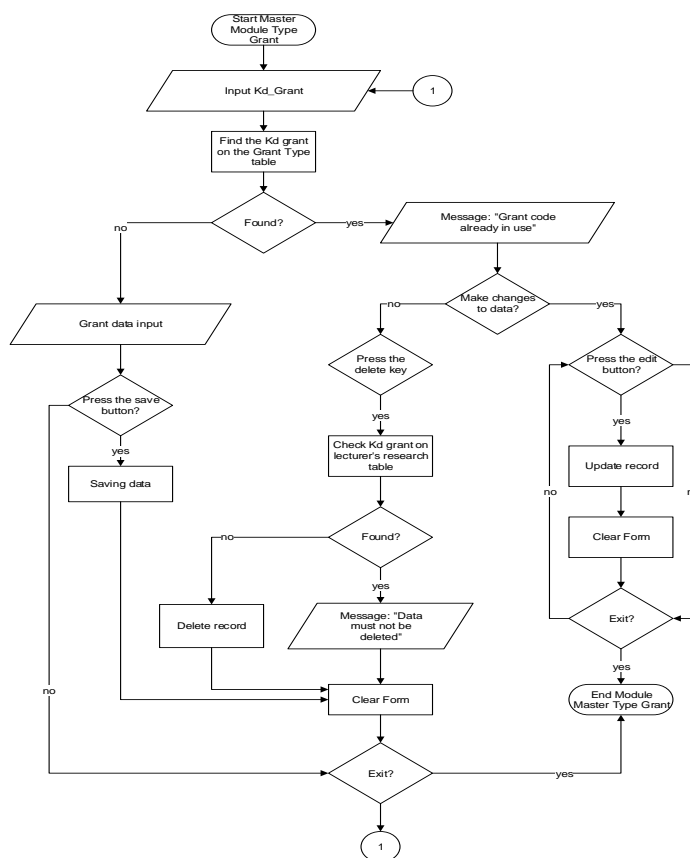 Start Master
Module Type
Grant
Input Kd_Grant
1
Find the Kd grant
on the Grant Type
table
Found?
no
yes
Message: "Grant code
already in use"
Make changes
to data?
no
yes
Grant data input
Press the
delete key
Press the edit
button?
Press the save
button?
yes
yes
yes
Check Kd grant on
lecturer's research
table
Saving data
Update record
no
Found?
no
yes
Clear Form
Delete record
Message: "Data
must not be
deleted"
Exit?
yes
no
Clear Form
End Module
Master Type Grant
Exit?
yes
1